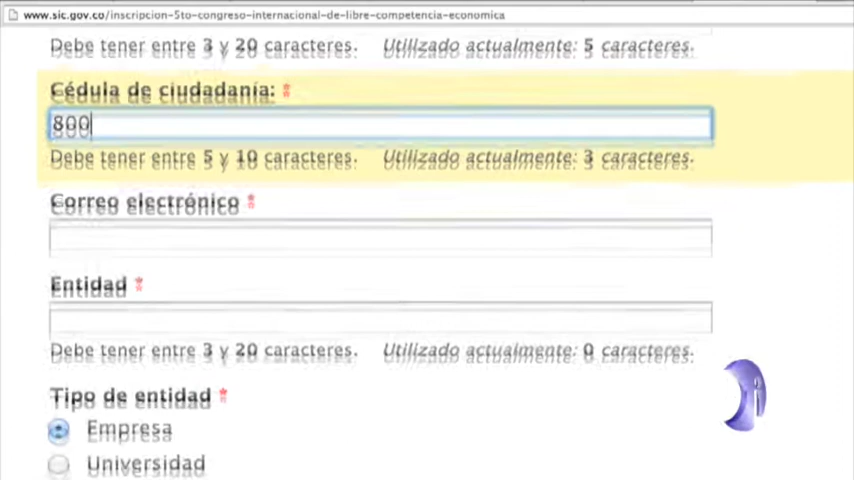 www.sic.gov.co/inscripcion-5to-congreso-internacional-de-libre-competencia-economica
Debe tener entre 3 y 20 caracteres. Utilizado actualmente: 5 caracteres.
Cédula de ciudadanía: *
800
Debe tener entre 5 y 10 caracteres. Utilizado actualmente: 3 caracteres.
Correo electrónico *
Entidad *
Debe tener entre 3 y 20 caracteres. Utilizado actualmente: 0 caracteres.
Tipo de entidad *
Empresa
Universidad